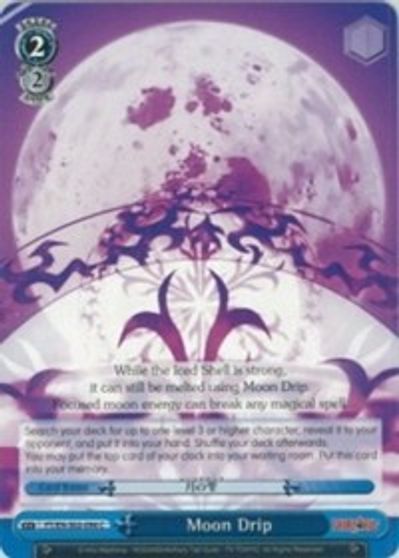 2
2
While the Iced Shell is strong,
it can still be melted using Moon Drip.
Focused moon energy can break any magical spell.
Search your deck for up to one level 3 or higher character, reveal it to your
opponent, and put it into your hand. Shuffle your deck afterwards.
You may put the top card of your clock into your waiting room. Put this card
into your memory.
Card Name
Moon Drip